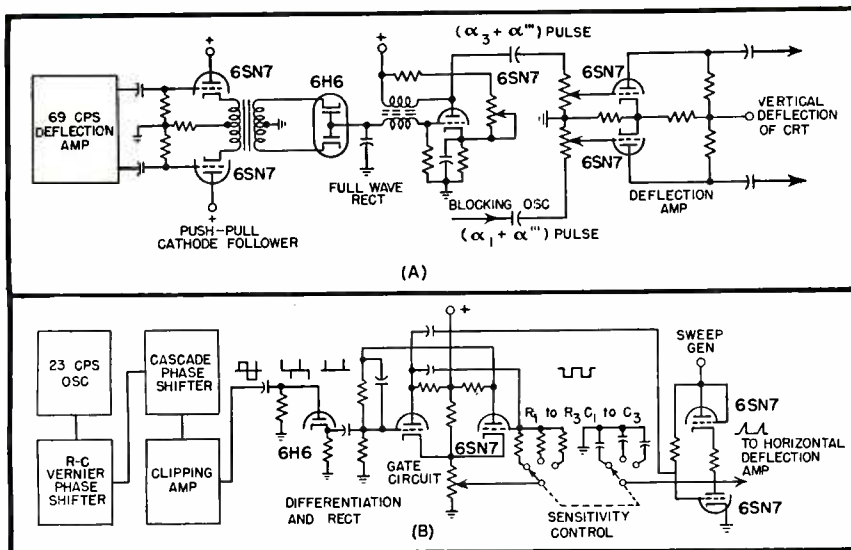 (α₃ + α''') PULSE
+
+
6SN7
6H6
6SN7
6SN7
69 CPS
DEFLECTION
AMP
VERTICAL
DEFLECTION
OF CRT
6SN7
6SN7
FULL WAVE
RECT
BLOCKING OSC
DEFLECTION
AMP
+
PUSH-PULL
CATHODE FOLLOWER
(α₁ + α''') PULSE
(A)
+
SWEEP
GEN
23 CPS
OSC
CASCADE
PHASE
SHIFTER
6SN7
R₁ to R₃
C₁ to C₃
TO HORIZONTAL
DEFLECTION
AMP
6H6
6SN7
R-C
VERNIER
PHASE
SHIFTER
CLIPPING
AMP
GATE
CIRCUIT
6SN7
DIFFERENTIATION
AND RECT
SENSITIVITY
CONTROL
(B)